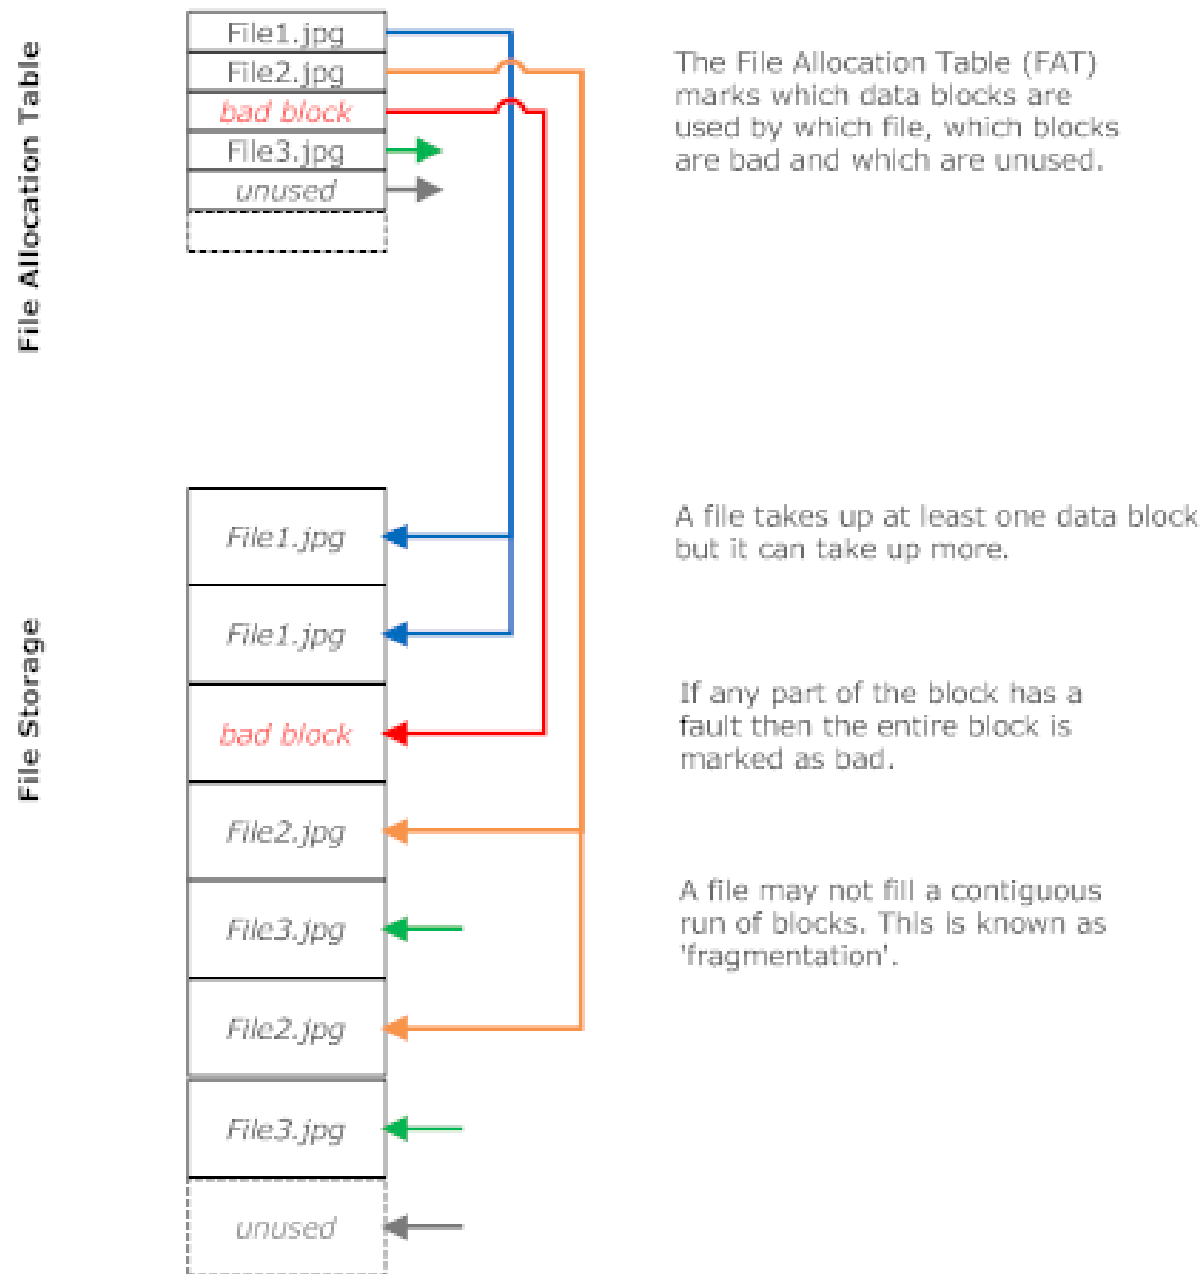 File Allocation Table
File1.jpg
File2.jpg
bad block
File3.jpg
unused
The File Allocation Table (FAT)
marks which data blocks are
used by which file, which blocks
are bad and which are unused.
File Storage
File1.jpg
File1.jpg
bad block
File2.jpg
File3.jpg
File2.jpg
File3.jpg
unused
A file takes up at least one data block
but it can take up more.
If any part of the block has a
fault then the entire block is
marked as bad.
A file may not fill a contiguous
run of blocks. This is known as
'fragmentation'.